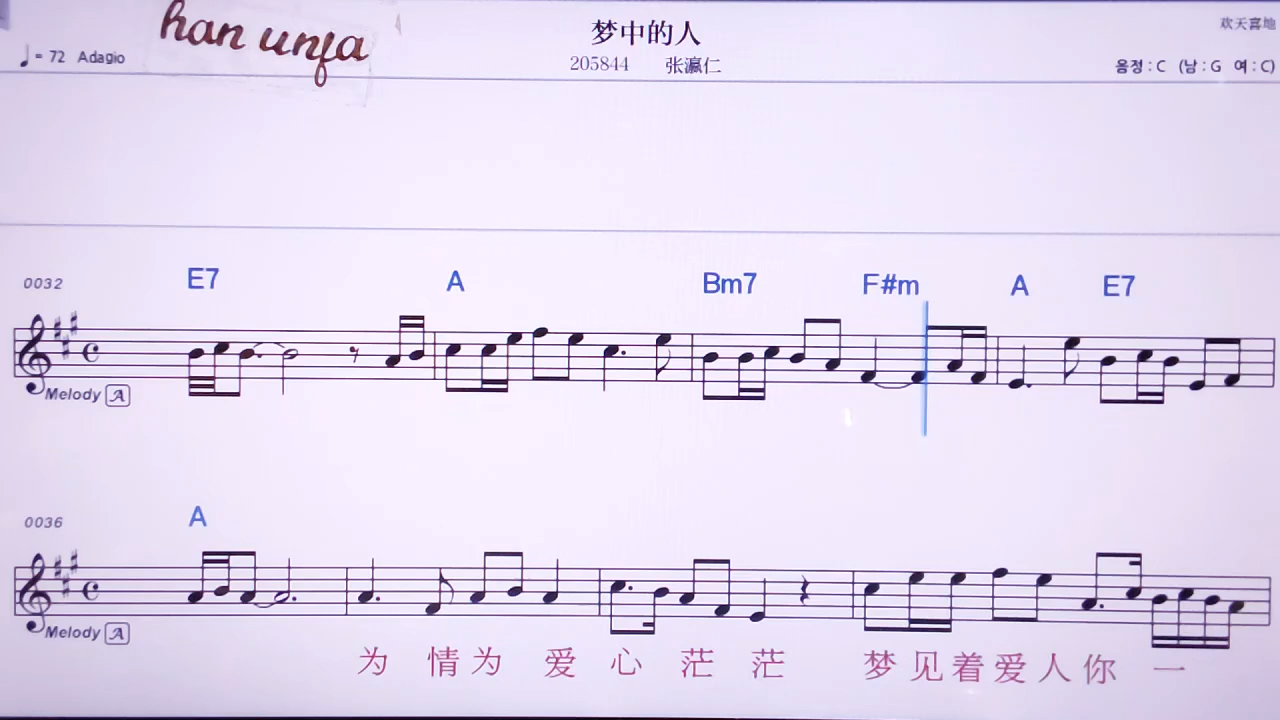 han unja
梦中的人
欢天喜地
♩= 72 Adagio
205844 张瀛仁
음정 : C (남 : G 여 : C)
0032 E7 A Bm7 F#m A E7
Melody A
0036 A
Melody A
为 情 为 爱 心 茫 茫 梦 见 着 爱 人 你 一